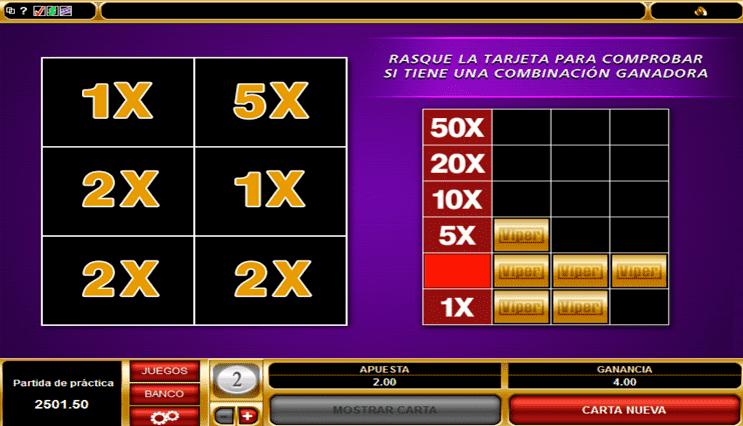 ?
1X 5X
2X 1X
2X 2X
RASQUE LA TARJETA PARA COMPROBAR
SI TIENE UNA COMBINACIÓN GANADORA
50X
20X
10X
5X Viper
Viper Viper Viper
1X Viper Viper
Partida de práctica
2501.50
JUEGOS
BANCO
2
- +
APUESTA
2.00
GANANCIA
4.00
MOSTRAR CARTA
CARTA NUEVA